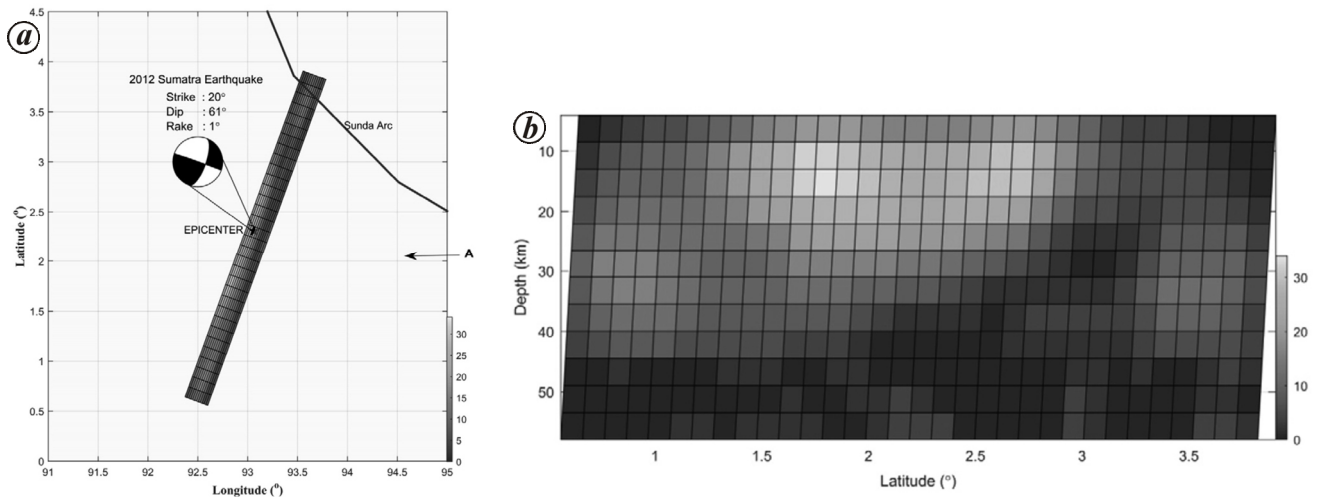 a
4.5
4
3.5
3
2.5
2
1.5
1
0.5
0
Latitude (°)
2012 Sumatra Earthquake
Strike : 20°
Dip : 61°
Rake : 1°
Sunda Arc
EPICENTER
A
30
25
20
15
10
5
0
91 91.5 92 92.5 93 93.5 94 94.5 95
Longitude (°)
b
10
20
30
40
50
Depth (km)
30
20
10
0
1 1.5 2 2.5 3 3.5
Latitude (°)